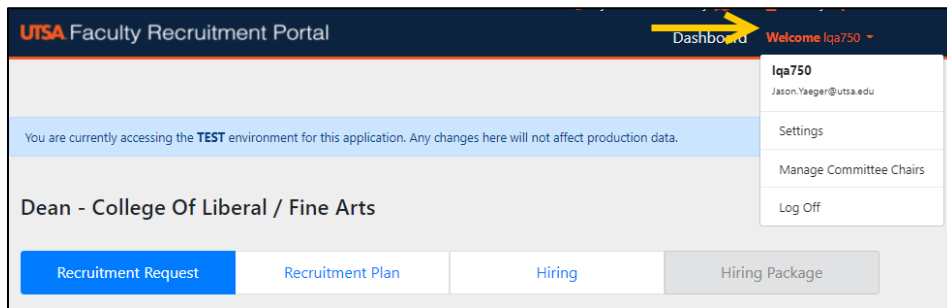 UTSA Faculty Recruitment Portal
Dashboard
Welcome lqa750
lqa750
Jason.Yaeger@utsa.edu
You are currently accessing the TEST environment for this application. Any changes here will not affect production data.
Settings
Manage Committee Chairs
Log Off
Dean - College Of Liberal / Fine Arts
Recruitment Request
Recruitment Plan
Hiring
Hiring Package